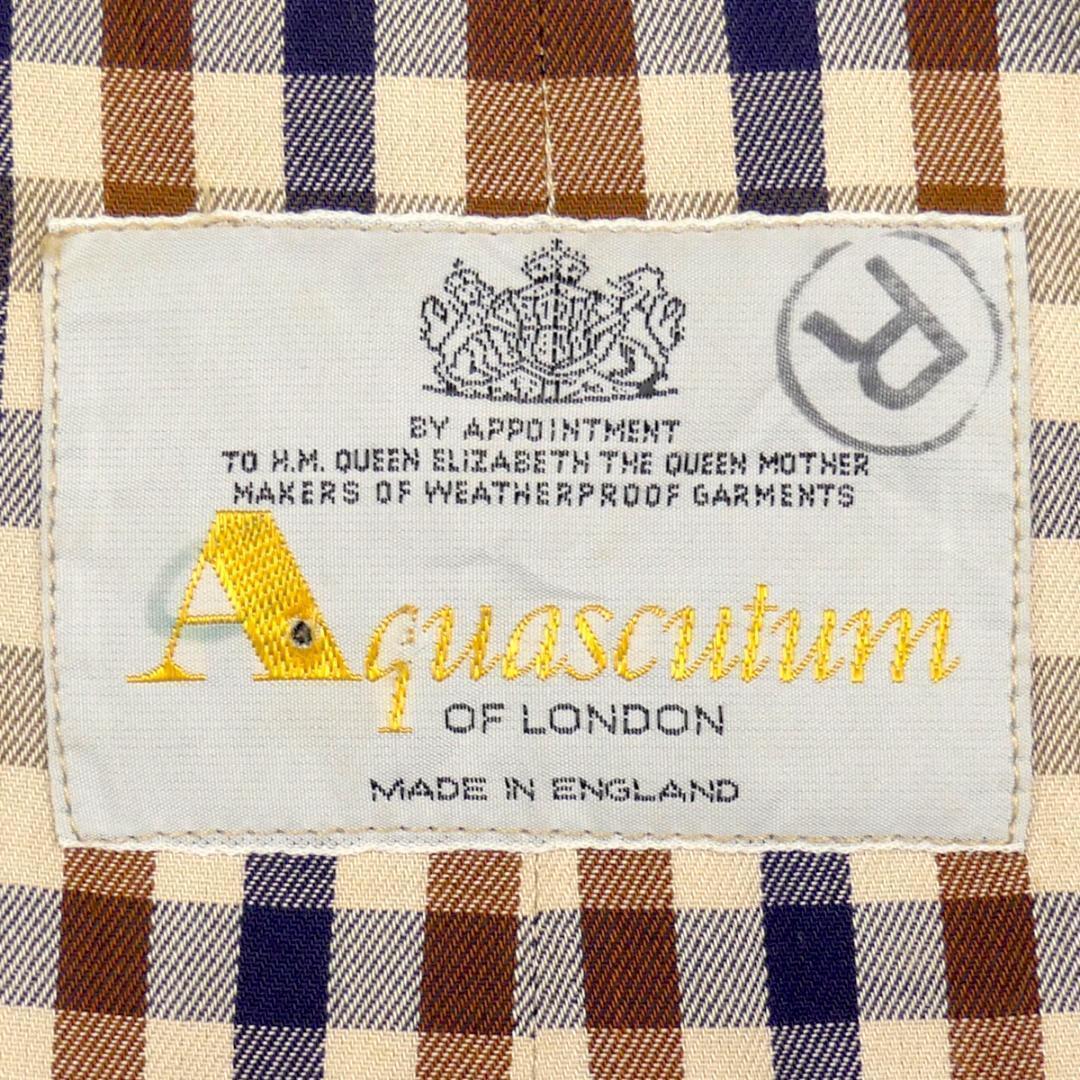 R
BY APPOINTMENT
TO H.M. QUEEN ELIZABETH THE QUEEN MOTHER
MAKERS OF WEATHERPROOF GARMENTS
Aquascutum
OF LONDON
MADE IN ENGLAND